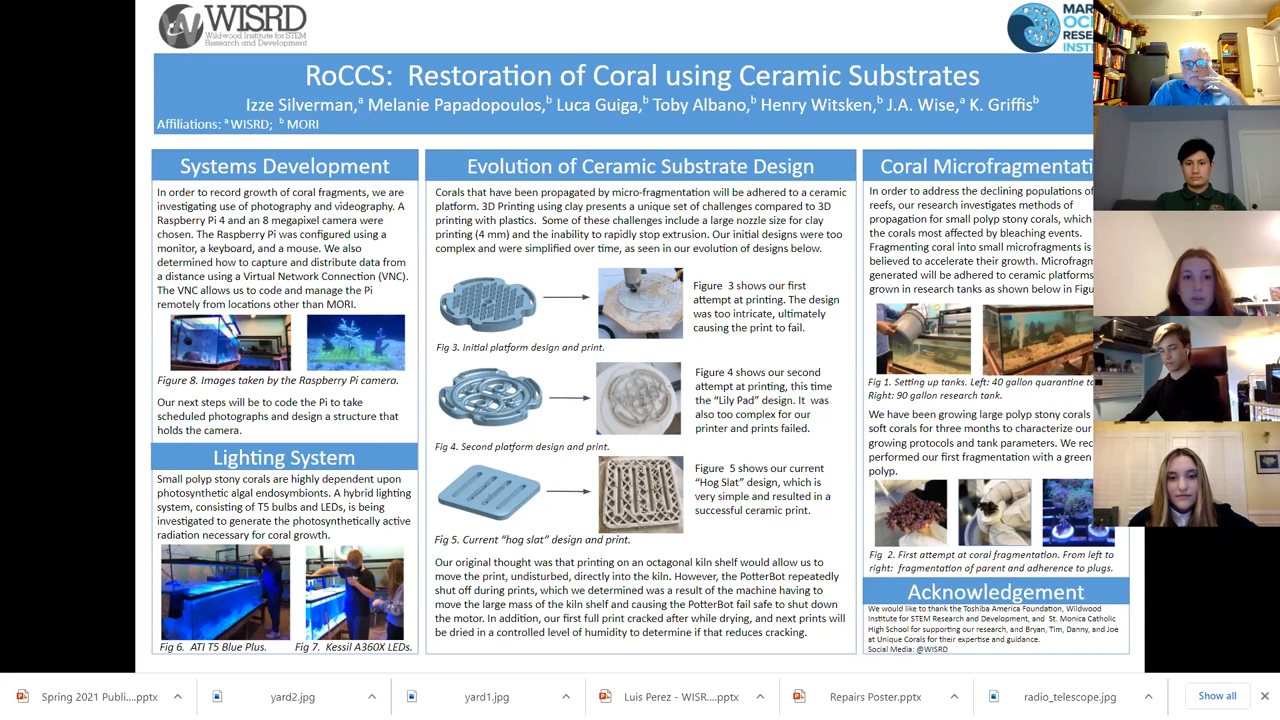 WISRD
Wildwood Institute for STEM
Research and Development
MAR
OC
RESE
INSTI
RoCCS: Restoration of Coral using Ceramic Substrates
Izze Silverman,ᵃ Melanie Papadopoulos,ᵇ Luca Guiga,ᵇ Toby Albano,ᵇ Henry Witsken,ᵇ J.A. Wise,ᵃ K. Griffisᵇ
Affiliations: ᵃ WISRD; ᵇ MORI
Systems Development
In order to record growth of coral fragments, we are
investigating use of photography and videography. A
Raspberry Pi 4 and an 8 megapixel camera were
chosen. The Raspberry Pi was configured using a
monitor, a keyboard, and a mouse. We also
determined how to capture and distribute data from
a distance using a Virtual Network Connection (VNC).
The VNC allows us to code and manage the Pi
remotely from locations other than MORI.
Figure 8. Images taken by the Raspberry Pi camera.
Our next steps will be to code the Pi to take
scheduled photographs and design a structure that
holds the camera.
Lighting System
Small polyp stony corals are highly dependent upon
photosynthetic algal endosymbionts. A hybrid lighting
system, consisting of T5 bulbs and LEDs, is being
investigated to generate the photosynthetically active
radiation necessary for coral growth.
Fig 6. ATI T5 Blue Plus. Fig 7. Kessil A360X LEDs.
Evolution of Ceramic Substrate Design
Corals that have been propagated by micro-fragmentation will be adhered to a ceramic
platform. 3D Printing using clay presents a unique set of challenges compared to 3D
printing with plastics. Some of these challenges include a large nozzle size for clay
printing (4 mm) and the inability to rapidly stop extrusion. Our initial designs were too
complex and were simplified over time, as seen in our evolution of designs below.
Figure 3 shows our first
attempt at printing. The design
was too intricate, ultimately
causing the print to fail.
Fig 3. Initial platform design and print.
Figure 4 shows our second
attempt at printing, this time
the “Lily Pad” design. It was
also too complex for our
printer and prints failed.
Fig 4. Second platform design and print.
Figure 5 shows our current
“Hog Slat” design, which is
very simple and resulted in a
successful ceramic print.
Fig 5. Current “hog slat” design and print.
Our original thought was that printing on an octagonal kiln shelf would allow us to
move the print, undisturbed, directly into the kiln. However, the PotterBot repeatedly
shut off during prints, which we determined was a result of the machine having to
move the large mass of the kiln shelf and causing the PotterBot fail safe to shut down
the motor. In addition, our first full print cracked after while drying, and next prints will
be dried in a controlled level of humidity to determine if that reduces cracking.
Coral Microfragmentati
In order to address the declining populations of
reefs, our research investigates methods of
propagation for small polyp stony corals, which
the corals most affected by bleaching events.
Fragmenting coral into small microfragments is
believed to accelerate their growth. Microfragm
generated will be adhered to ceramic platforms
grown in research tanks as shown below in Figu
Fig 1. Setting up tanks. Left: 40 gallon quarantine ta
Right: 90 gallon research tank.
We have been growing large polyp stony corals
soft corals for three months to characterize our
growing protocols and tank parameters. We rec
performed our first fragmentation with a green
polyp.
Fig 2. First attempt at coral fragmentation. From left to
right: fragmentation of parent and adherence to plugs.
Acknowledgement
We would like to thank the Toshiba America Foundation, Wildwood
Institute for STEM Research and Development, and St. Monica Catholic
High School for supporting our research, and Bryan, Tim, Danny, and Joe
at Unique Corals for their expertise and guidance.
Social Media: @WISRD
Spring 2021 Publi....pptx
yard2.jpg
yard1.jpg
Luis Perez - WISR....pptx
Repairs Poster.pptx
radio_telescope.jpg
Show all